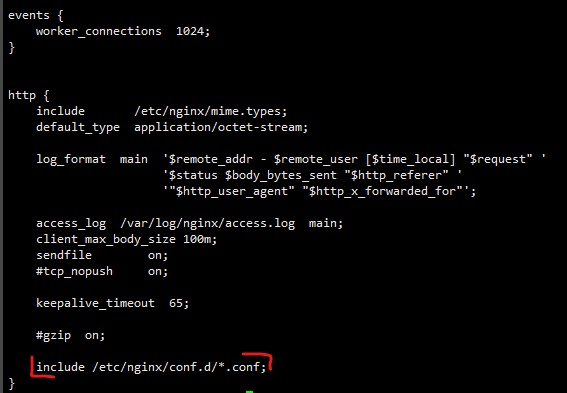 events {
    worker_connections  1024;
}
http {
    include       /etc/nginx/mime.types;
    default_type  application/octet-stream;
    log_format  main  '$remote_addr - $remote_user [$time_local] "$request" '
                      '$status $body_bytes_sent "$http_referer" '
                      '"$http_user_agent" "$http_x_forwarded_for"';
    access_log  /var/log/nginx/access.log  main;
    client_max_body_size 100m;
    sendfile        on;
    #tcp_nopush     on;
    keepalive_timeout  65;
    #gzip  on;
    include /etc/nginx/conf.d/*.conf;
}